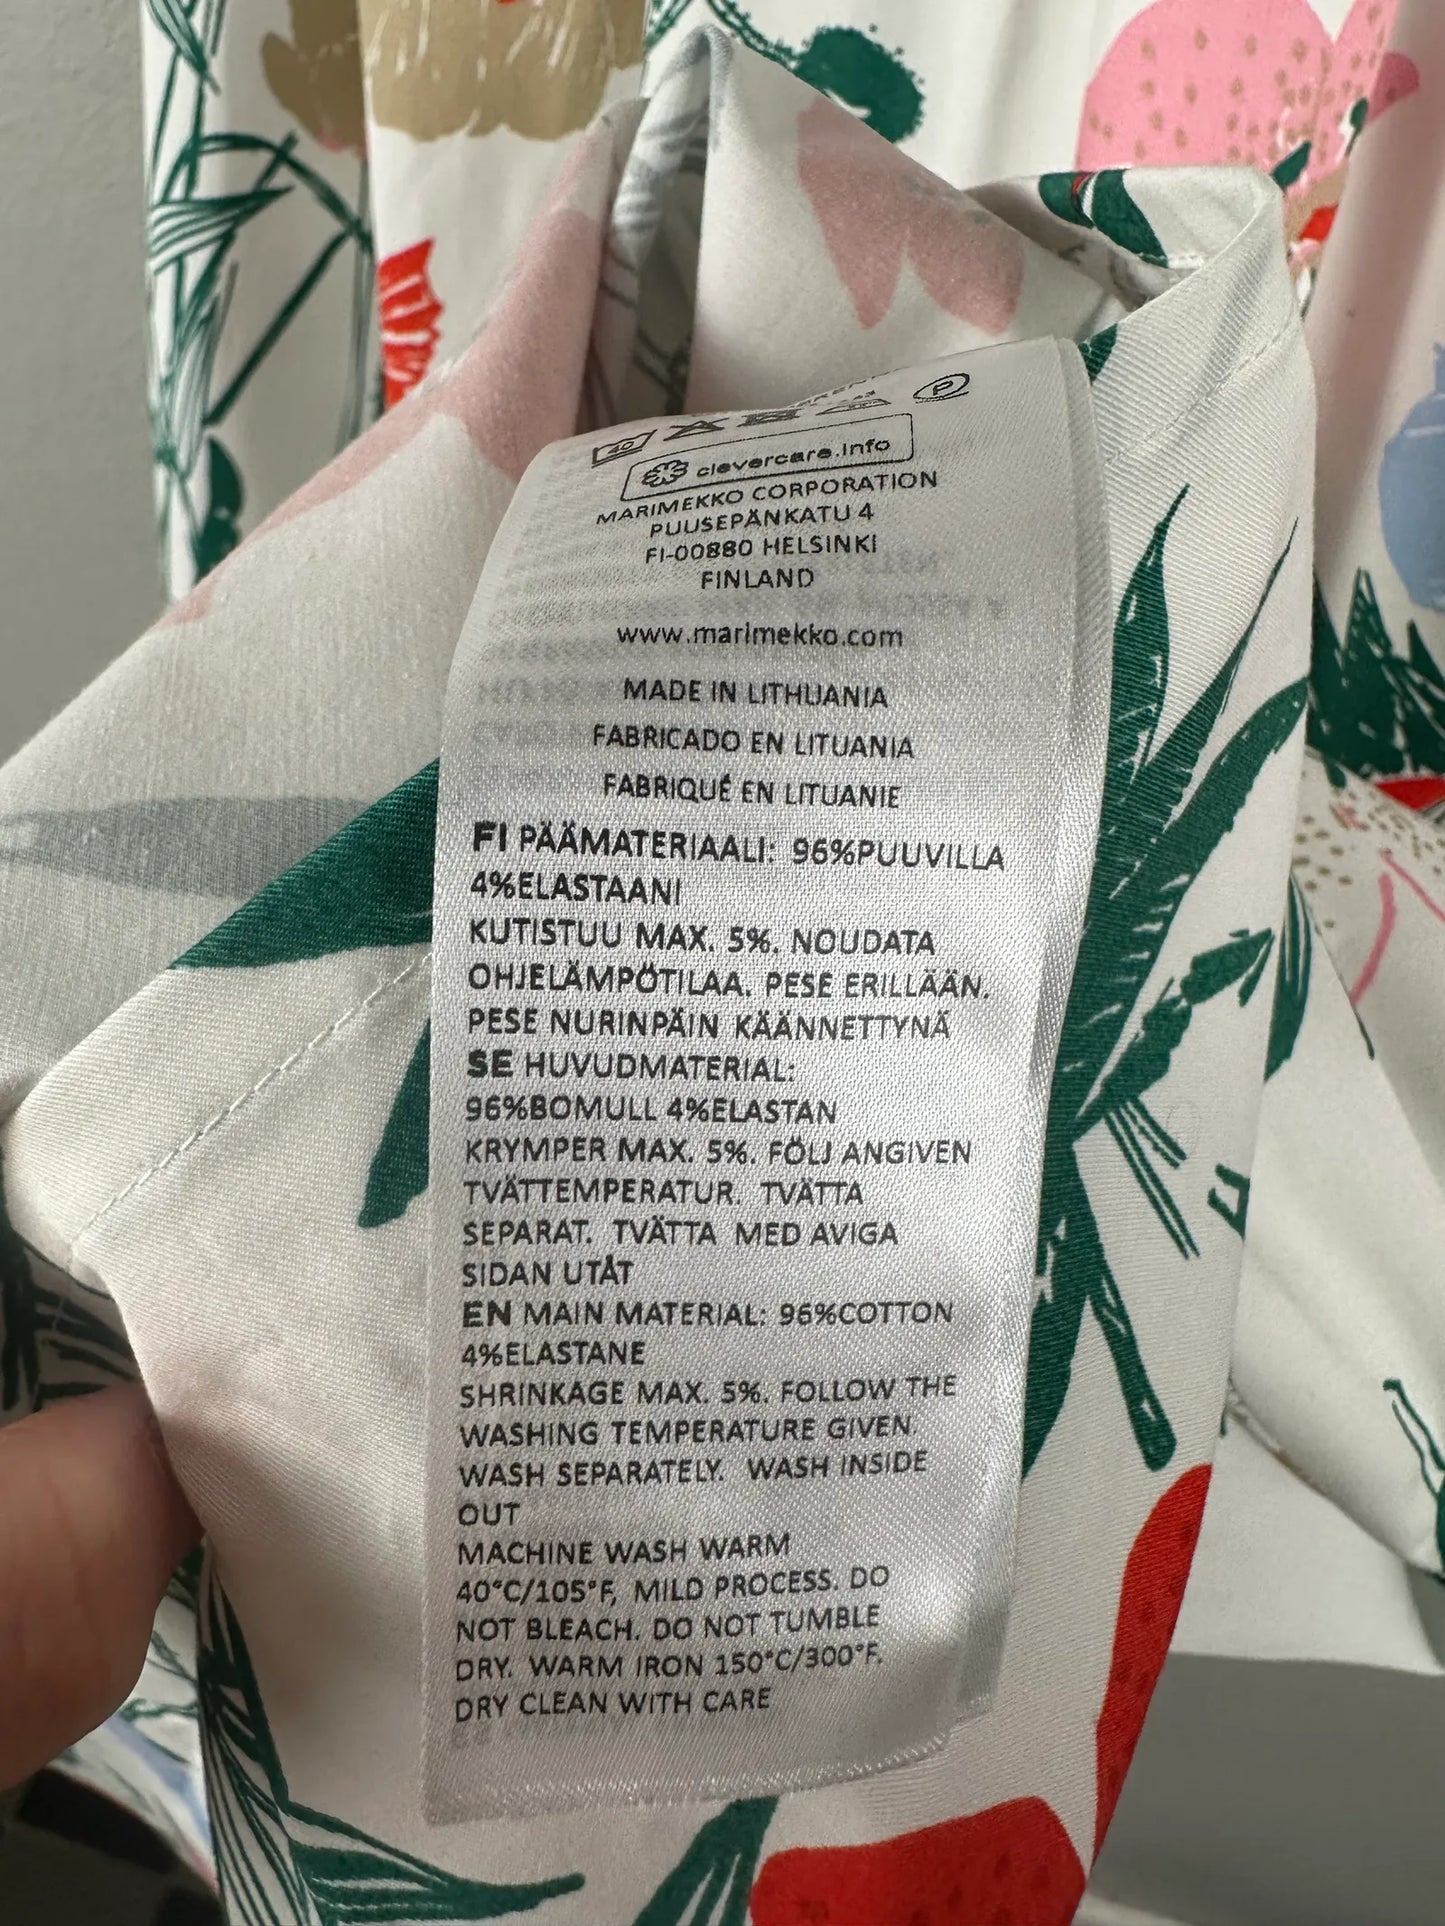 40
P
clevercare.info
MARIMEKKO CORPORATION
PUUSEPÄNKATU 4
FI-00880 HELSINKI
FINLAND
www.marimekko.com
MADE IN LITHUANIA
FABRICADO EN LITUANIA
FABRIQUÉ EN LITUANIE
FI PÄÄMATERIAALI: 96%PUUVILLA
4%ELASTAANI
KUTISTUU MAX. 5%. NOUDATA
OHJELÄMPÖTILAA. PESE ERILLÄÄN.
PESE NURINPÄIN KÄÄNNETTYNÄ
SE HUVUDMATERIAL:
96%BOMULL 4%ELASTAN
KRYMPER MAX. 5%. FÖLJ ANGIVEN
TVÄTTEMPERATUR. TVÄTTA
SEPARAT. TVÄTTA MED AVIGA
SIDAN UTÅT
EN MAIN MATERIAL: 96%COTTON
4%ELASTANE
SHRINKAGE MAX. 5%. FOLLOW THE
WASHING TEMPERATURE GIVEN.
WASH SEPARATELY. WASH INSIDE
OUT
MACHINE WASH WARM
40°C/105°F, MILD PROCESS. DO
NOT BLEACH. DO NOT TUMBLE
DRY. WARM IRON 150°C/300°F.
DRY CLEAN WITH CARE